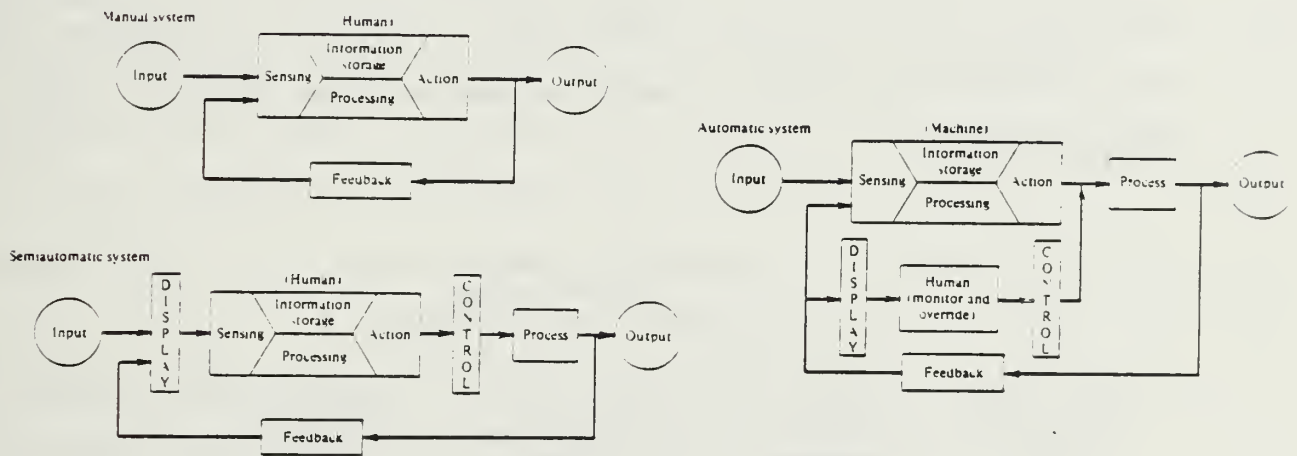 Manual system
(Human)
Input
Sensing
Information
storage
Processing
Action
Output
Feedback
Semiautomatic system
Input
DISPLAY
(Human)
Sensing
Information
storage
Processing
Action
CONTROL
Process
Output
Feedback
Automatic system
(Machine)
Input
Sensing
Information
storage
Processing
Action
Process
Output
DISPLAY
Human
(monitor and
override)
CONTROL
Feedback